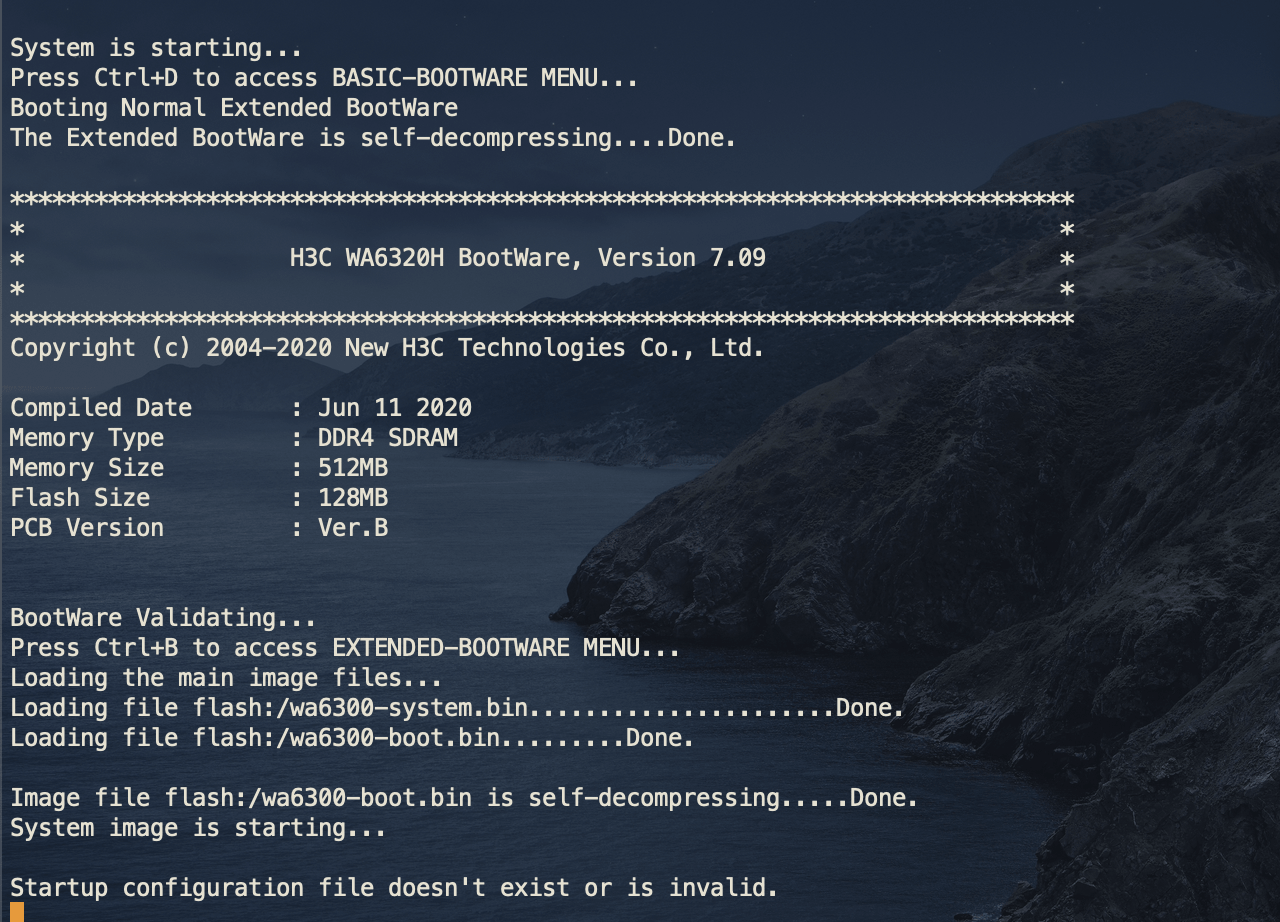 System is starting...
Press Ctrl+D to access BASIC-BOOTWARE MENU...
Booting Normal Extended BootWare
The Extended BootWare is self-decompressing....Done.
****************************************************************************
*                                                                          *
*                   H3C WA6320H BootWare, Version 7.09                     *
*                                                                          *
****************************************************************************
Copyright (c) 2004-2020 New H3C Technologies Co., Ltd.
Compiled Date       : Jun 11 2020
Memory Type         : DDR4 SDRAM
Memory Size         : 512MB
Flash Size          : 128MB
PCB Version         : Ver.B
BootWare Validating...
Press Ctrl+B to access EXTENDED-BOOTWARE MENU...
Loading the main image files...
Loading file flash:/wa6300-system.bin......................Done.
Loading file flash:/wa6300-boot.bin.........Done.
Image file flash:/wa6300-boot.bin is self-decompressing.....Done.
System image is starting...
Startup configuration file doesn't exist or is invalid.